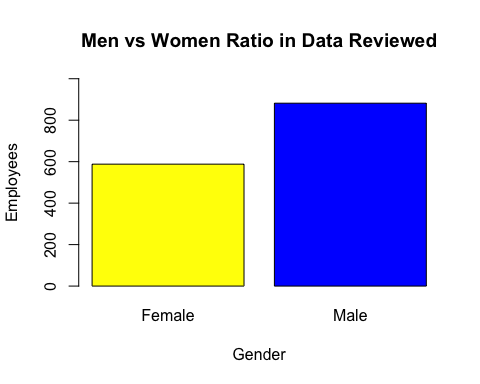 Men vs Women Ratio in Data Reviewed
Employees
800
600
400
200
0
Female
Male
Gender